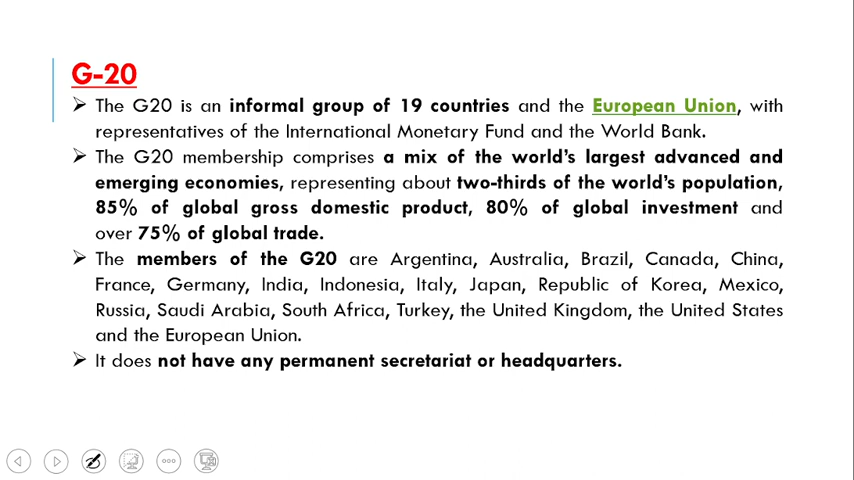 G-20
➢ The G20 is an informal group of 19 countries and the European Union, with
representatives of the International Monetary Fund and the World Bank.
➢ The G20 membership comprises a mix of the world’s largest advanced and
emerging economies, representing about two-thirds of the world’s population,
85% of global gross domestic product, 80% of global investment and
over 75% of global trade.
➢ The members of the G20 are Argentina, Australia, Brazil, Canada, China,
France, Germany, India, Indonesia, Italy, Japan, Republic of Korea, Mexico,
Russia, Saudi Arabia, South Africa, Turkey, the United Kingdom, the United States
and the European Union.
➢ It does not have any permanent secretariat or headquarters.